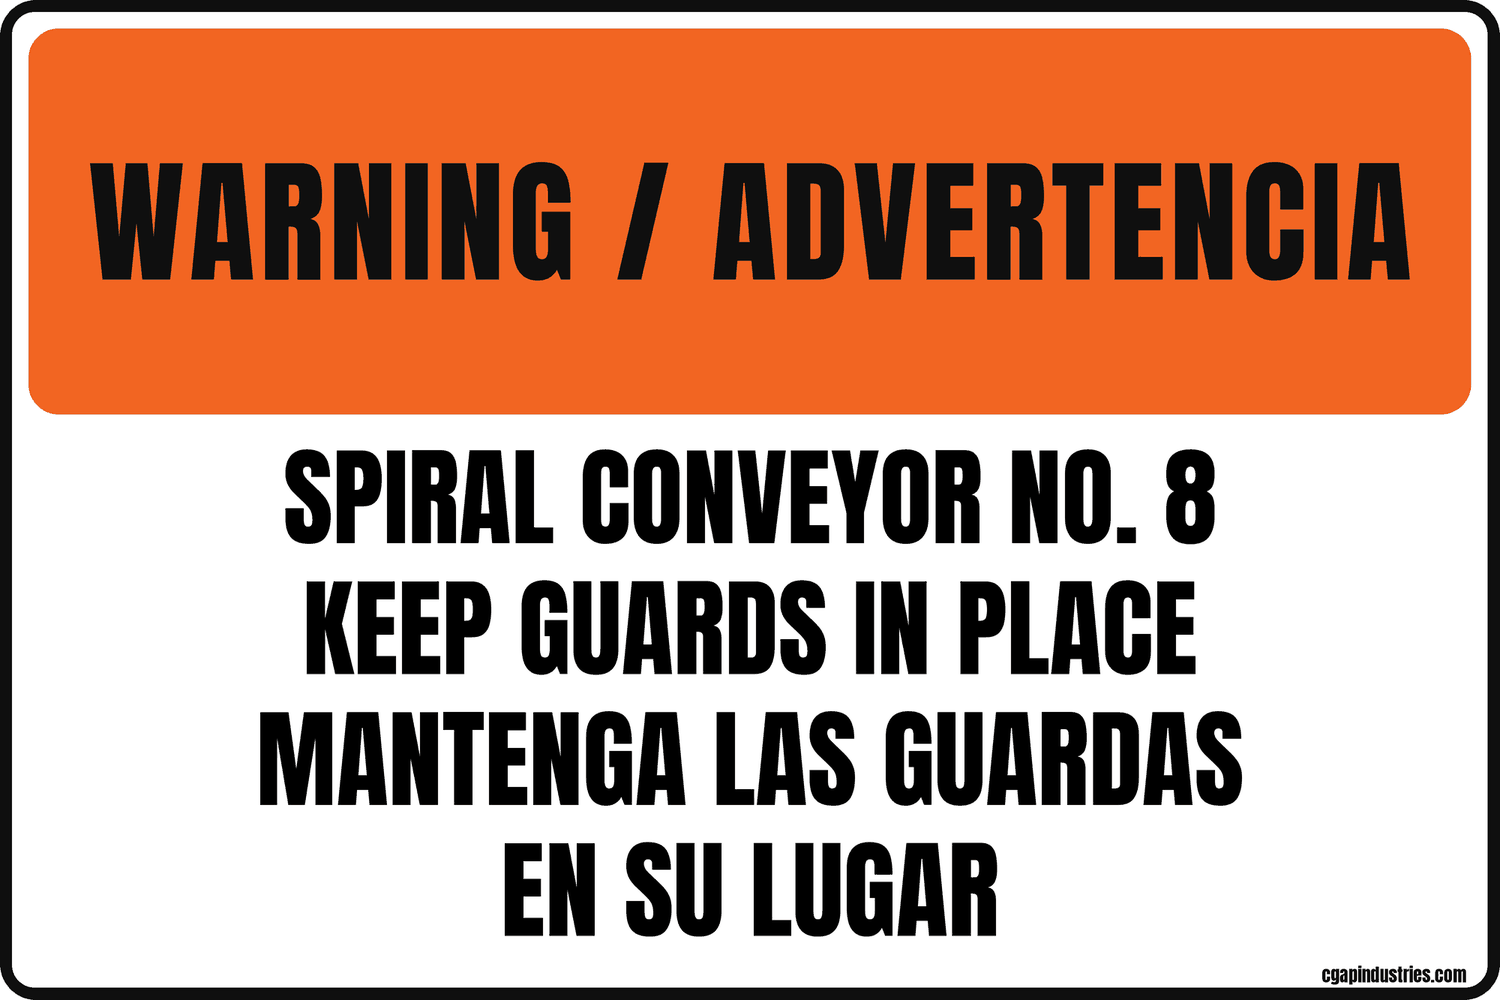 WARNING / ADVERTENCIA
SPIRAL CONVEYOR NO. 8
KEEP GUARDS IN PLACE
MANTENGA LAS GUARDAS
EN SU LUGAR
cgapindustries.com